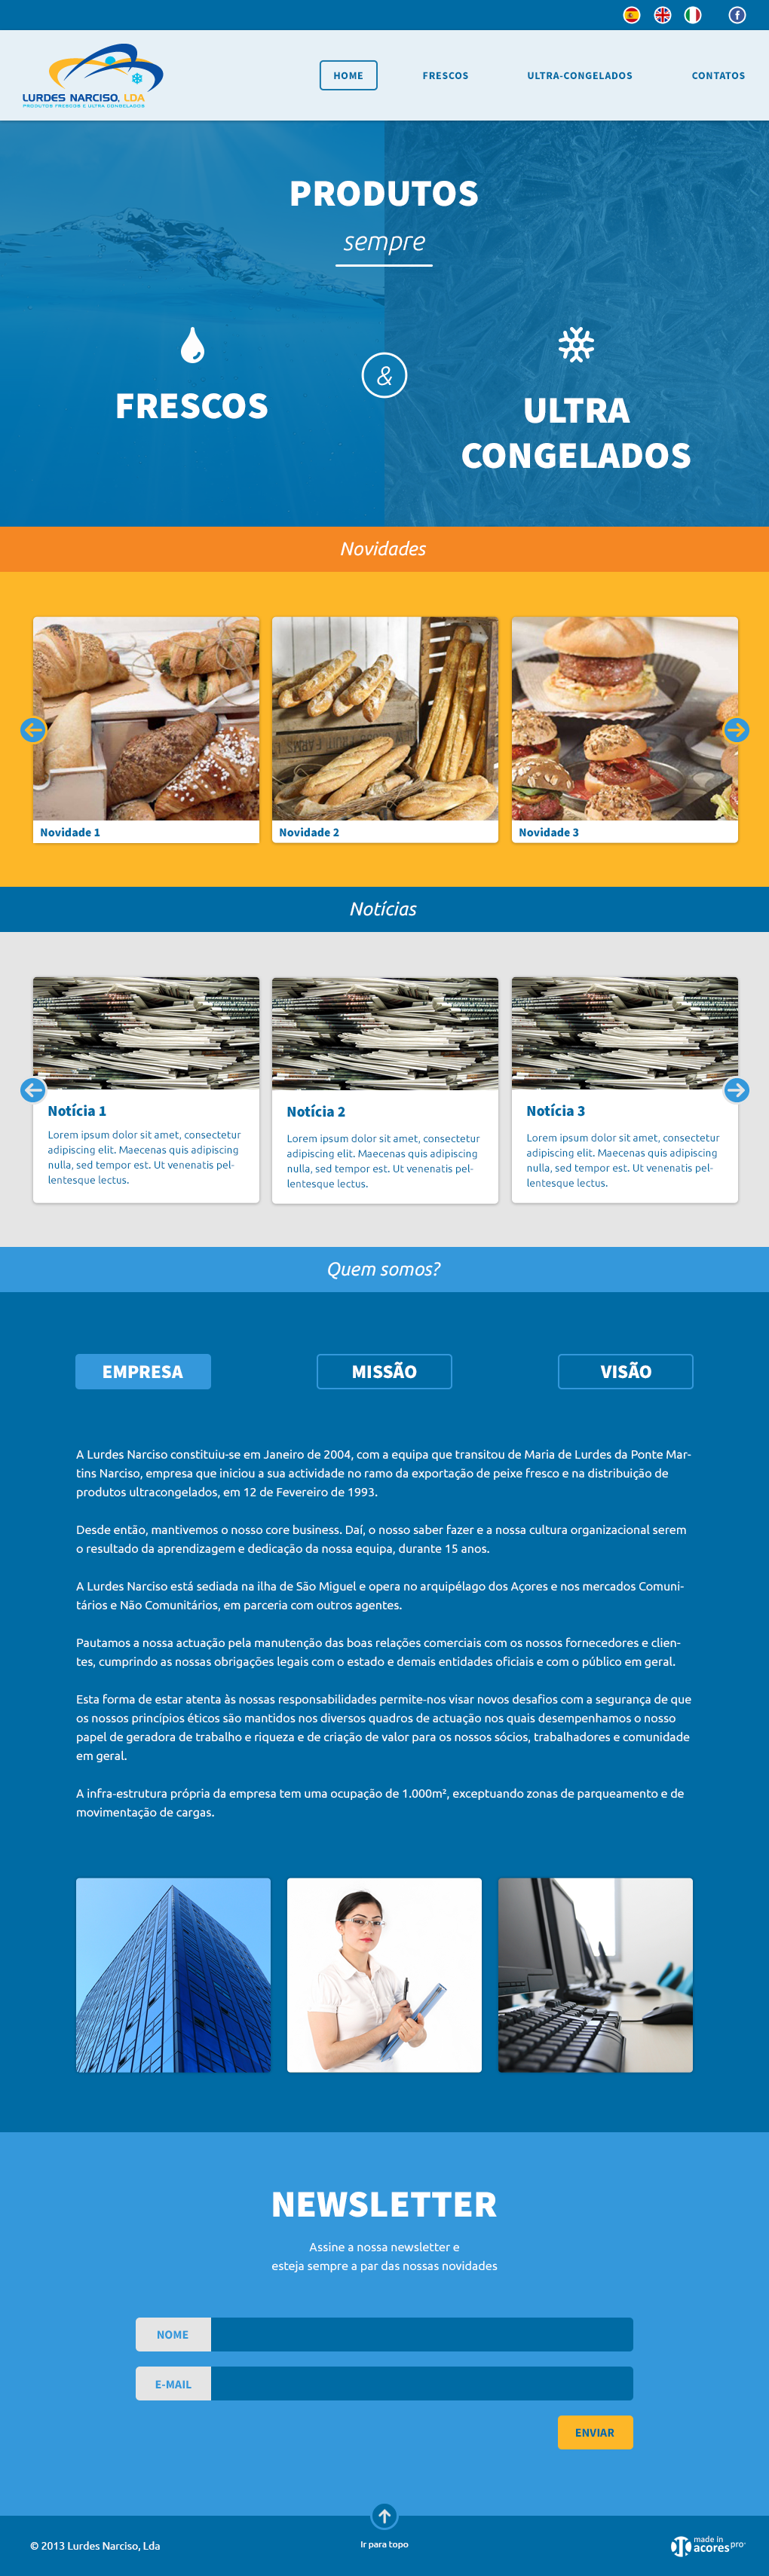 f
LURDES NARCISO, LDA
PRODUTOS FRESCOS E ULTRA CONGELADOS
HOME
FRESCOS
ULTRA-CONGELADOS
CONTATOS
PRODUTOS
sempre
FRESCOS
&
ULTRA
CONGELADOS
Novidades
Novidade 1
Novidade 2
Novidade 3
Notícias
Notícia 1
Lorem ipsum dolor sit amet, consectetur
adipiscing elit. Maecenas quis adipiscing
nulla, sed tempor est. Ut venenatis pel-
lentesque lectus.
Notícia 2
Lorem ipsum dolor sit amet, consectetur
adipiscing elit. Maecenas quis adipiscing
nulla, sed tempor est. Ut venenatis pel-
lentesque lectus.
Notícia 3
Lorem ipsum dolor sit amet, consectetur
adipiscing elit. Maecenas quis adipiscing
nulla, sed tempor est. Ut venenatis pel-
lentesque lectus.
Quem somos?
EMPRESA
MISSÃO
VISÃO
A Lurdes Narciso constituiu-se em Janeiro de 2004, com a equipa que transitou de Maria de Lurdes da Ponte Mar-
tins Narciso, empresa que iniciou a sua actividade no ramo da exportação de peixe fresco e na distribuição de
produtos ultracongelados, em 12 de Fevereiro de 1993.
Desde então, mantivemos o nosso core business. Daí, o nosso saber fazer e a nossa cultura organizacional serem
o resultado da aprendizagem e dedicação da nossa equipa, durante 15 anos.
A Lurdes Narciso está sediada na ilha de São Miguel e opera no arquipélago dos Açores e nos mercados Comuni-
tários e Não Comunitários, em parceria com outros agentes.
Pautamos a nossa actuação pela manutenção das boas relações comerciais com os nossos fornecedores e clien-
tes, cumprindo as nossas obrigações legais com o estado e demais entidades oficiais e com o público em geral.
Esta forma de estar atenta às nossas responsabilidades permite-nos visar novos desafios com a segurança de que
os nossos princípios éticos são mantidos nos diversos quadros de actuação nos quais desempenhamos o nosso
papel de geradora de trabalho e riqueza e de criação de valor para os nossos sócios, trabalhadores e comunidade
em geral.
A infra-estrutura própria da empresa tem uma ocupação de 1.000m², exceptuando zonas de parqueamento e de
movimentação de cargas.
NEWSLETTER
Assine a nossa newsletter e
esteja sempre a par das nossas novidades
NOME
E-MAIL
ENVIAR
© 2013 Lurdes Narciso, Lda
Ir para topo
made in
acores pro